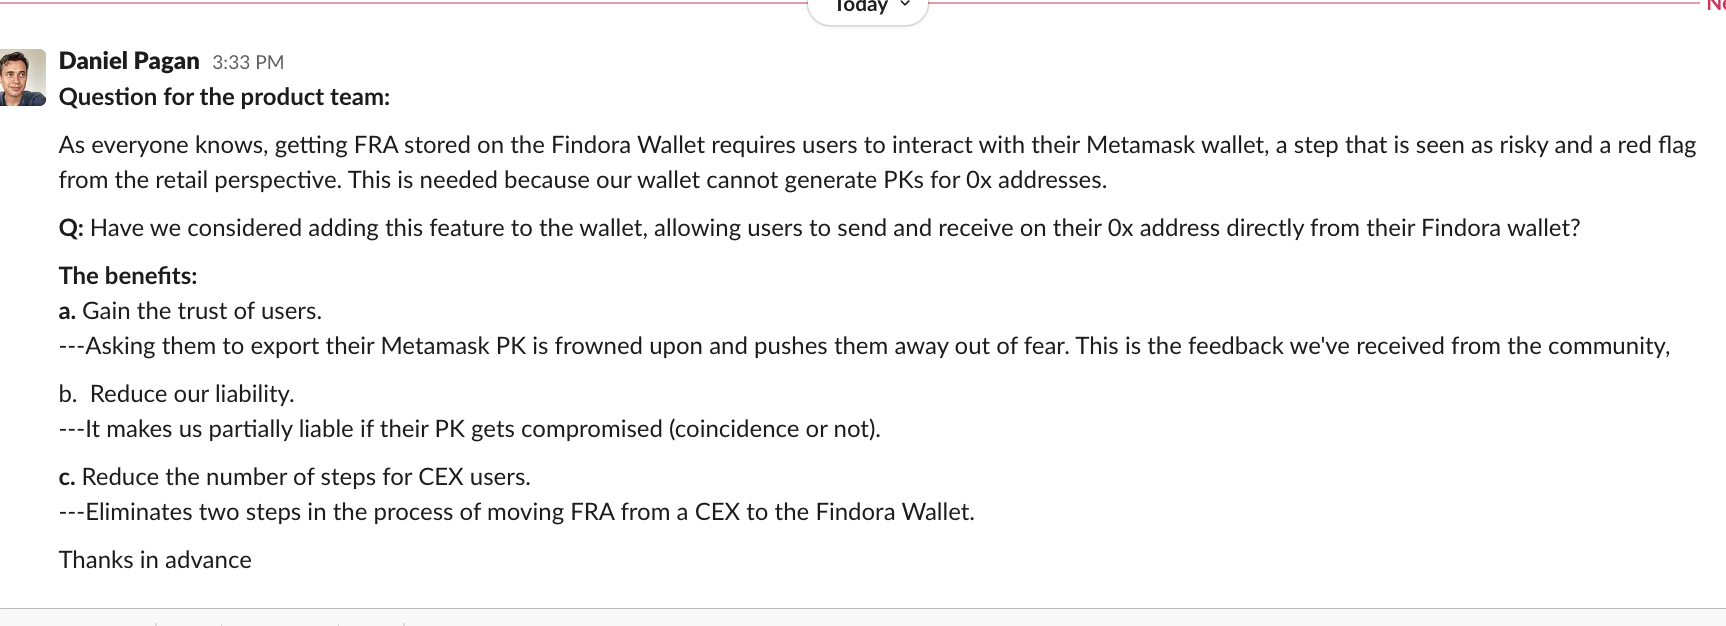 Today
Ne
Daniel Pagan 3:33 PM
Question for the product team:
As everyone knows, getting FRA stored on the Findora Wallet requires users to interact with their Metamask wallet, a step that is seen as risky and a red flag
from the retail perspective. This is needed because our wallet cannot generate PKs for 0x addresses.
Q: Have we considered adding this feature to the wallet, allowing users to send and receive on their 0x address directly from their Findora wallet?
The benefits:
a. Gain the trust of users.
---Asking them to export their Metamask PK is frowned upon and pushes them away out of fear. This is the feedback we've received from the community,
b.  Reduce our liability.
---It makes us partially liable if their PK gets compromised (coincidence or not).
c. Reduce the number of steps for CEX users.
---Eliminates two steps in the process of moving FRA from a CEX to the Findora Wallet.
Thanks in advance